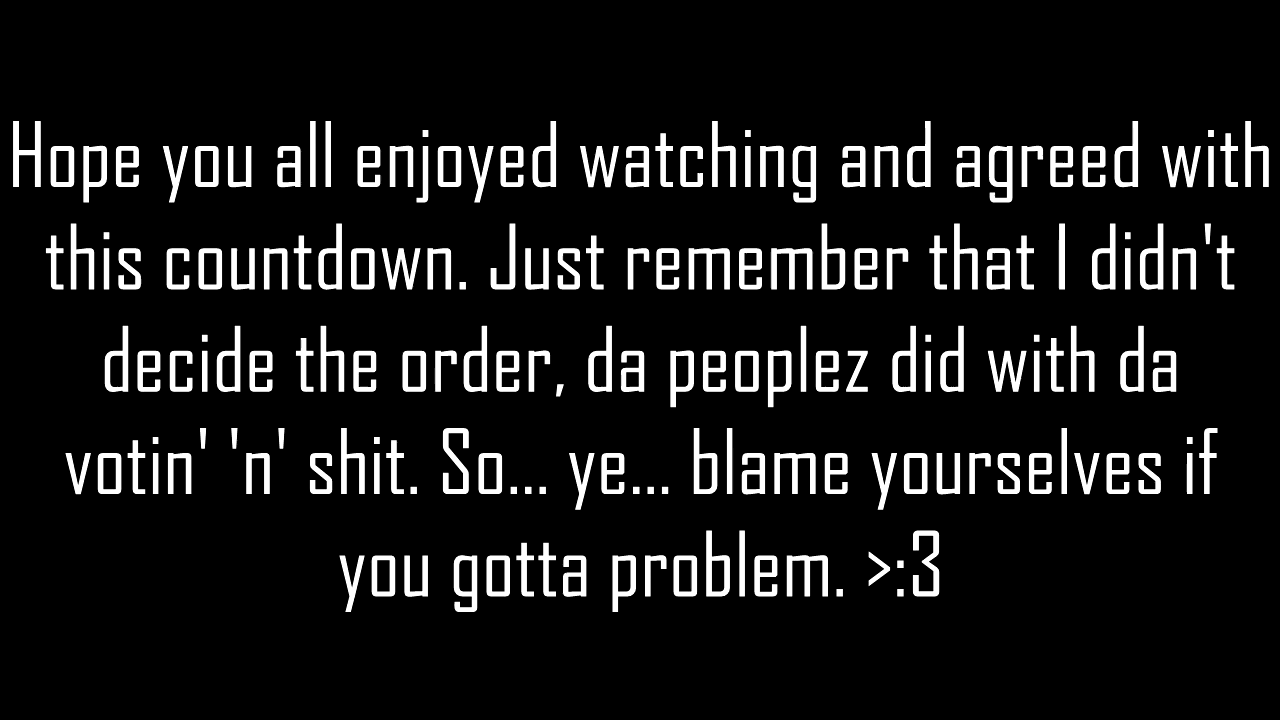 Hope you all enjoyed watching and agreed with
this countdown. Just remember that I didn't
decide the order, da peoplez did with da
votin' 'n' shit. So... ye... blame yourselves if
you gotta problem. >:3